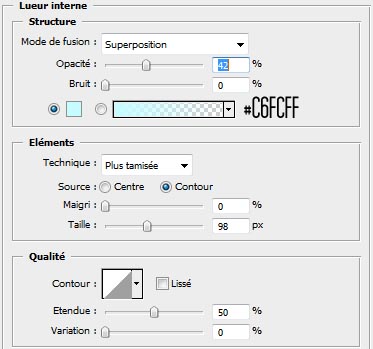 Lueur interne
Structure
Mode de fusion : Superposition
Opacité : 42 %
Bruit : 0 %
#C6FCFF
Eléments
Technique : Plus tamisée
Source : Centre Contour
Maigri : 0 %
Taille : 98 px
Qualité
Contour : Lissé
Etendue : 50 %
Variation : 0 %